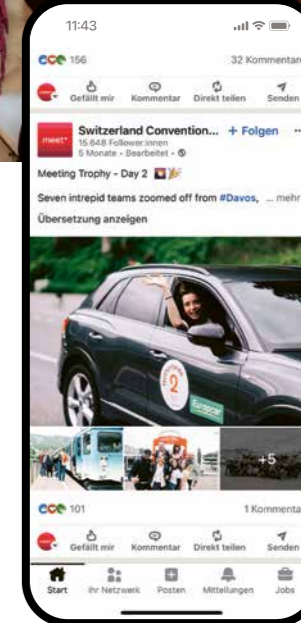 11:43
156 32 Kommentare
Gefällt mir Kommentar Direkt teilen Senden
meet*
Switzerland Convention... + Folgen ...
15.648 Follower:innen
5 Monate • Bearbeitet •
Meeting Trophy – Day 2
Seven intrepid teams zoomed off from #Davos, ... mehr
Übersetzung anzeigen
2
Europcar
+5
101 1 Kommentar
Gefällt mir Kommentar Direkt teilen Senden
Start Ihr Netzwerk Posten Mitteilungen Jobs